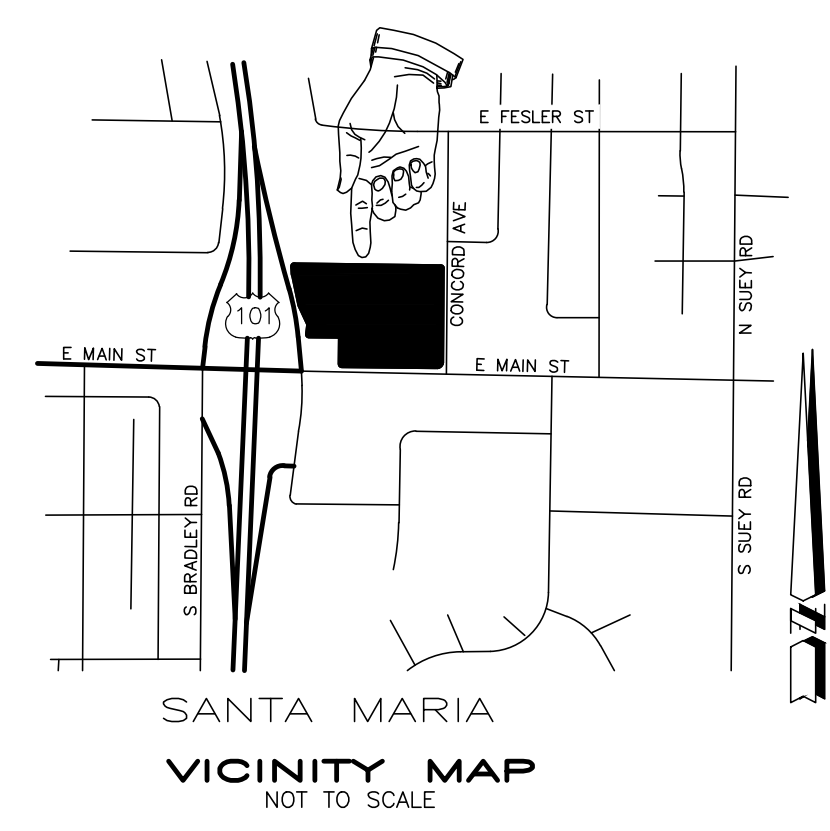 E FESLER ST
CONCORD AVE
N SUEY RD
101
E MAIN ST
E MAIN ST
S BRADLEY RD
S SUEY RD
N
SANTA MARIA
VICINITY MAP
NOT TO SCALE